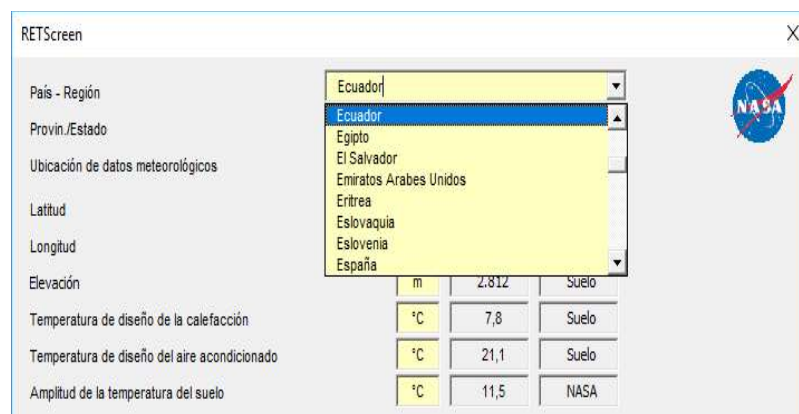 RETScreen X
País - Región Ecuador
Ecuador
Provin./Estado
Egipto
El Salvador
Ubicación de datos meteorológicos
Emiratos Arabes Unidos
Eritrea
Latitud
Eslovaquia
Longitud
Eslovenia
España
Elevación m 2.812 Suelo
Temperatura de diseño de la calefacción °C 7,8 Suelo
Temperatura de diseño del aire acondicionado °C 21,1 Suelo
Amplitud de la temperatura del suelo °C 11,5 NASA
NASA